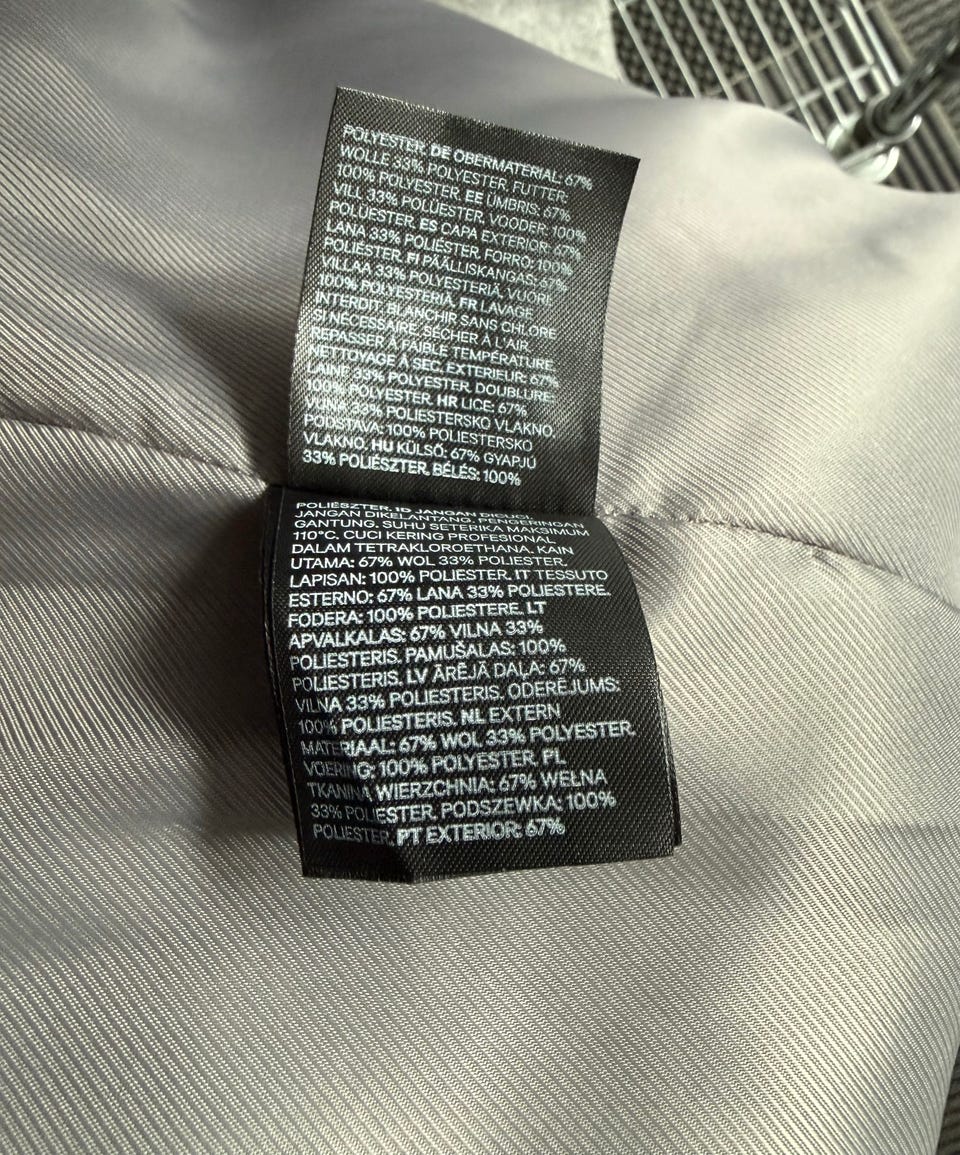 POLYESTER. DE OBERMATERIAL: 67%
WOLLE 33% POLYESTER. FUTTER:
100% POLYESTER. EE ÜMBRIS: 67%
VILL 33% POLÜESTER. VOODER: 100%
POLÜESTER. ES CAPA EXTERIOR: 67%
LANA 33% POLIÉSTER. FORRO: 100%
POLIÉSTER. FI PÄÄLLISKANGAS: 67%
VILLAA 33% POLYESTERIÄ. VUORI:
100% POLYESTERIÄ. FR LAVAGE
INTERDIT. BLANCHIR SANS CHLORE
SI NÉCESSAIRE. SÉCHER À L'AIR.
REPASSER À FAIBLE TEMPÉRATURE.
NETTOYAGE À SEC. EXTERIEUR: 67%
LAINE 33% POLYESTER. DOUBLURE:
100% POLYESTER. HR LICE: 67%
VUNA 33% POLIESTERSKO VLAKNO.
PODSTAVA: 100% POLIESTERSKO
VLAKNO. HU KÜLSŐ: 67% GYAPJÚ
33% POLIÉSZTER. BÉLÉS: 100%
POLIÉSZTER. ID JANGAN
JANGAN DIKELANTANG. PENGERINGAN
GANTUNG. SUHU SETERIKA MAKSIMUM
110°C. CUCI KERING PROFESIONAL
DALAM TETRAKLOROETHANA. KAIN
UTAMA: 67% WOL 33% POLIESTER.
LAPISAN: 100% POLIESTER. IT TESSUTO
ESTERNO: 67% LANA 33% POLIESTERE.
FODERA: 100% POLIESTERE. LT
APVALKALAS: 67% VILNA 33%
POLIESTERIS. PAMUŠALAS: 100%
POLIESTERIS. LV ĀRĒJĀ DAĻA: 67%
VILNA 33% POLIESTERIS. ODERĒJUMS:
100% POLIESTERIS. NL EXTERN
MATERIAAL: 67% WOL 33% POLYESTER.
VOERING: 100% POLYESTER. PL
TKANINA WIERZCHNIA: 67% WEŁNA
33% POLIESTER. PODSZEWKA: 100%
POLIESTER. PT EXTERIOR: 67%